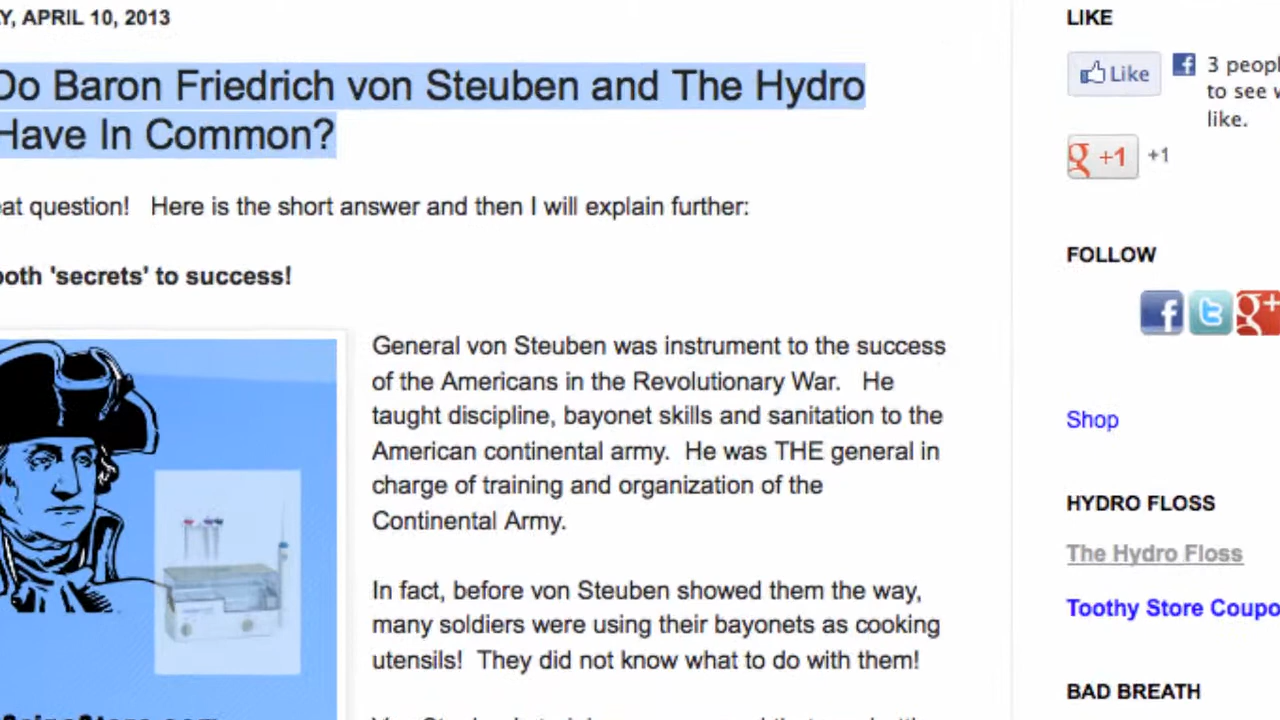 APRIL 10, 2013
Do Baron Friedrich von Steuben and The Hydro
Have In Common?
question! Here is the short answer and then I will explain further:
both 'secrets' to success!
General von Steuben was instrument to the success
of the Americans in the Revolutionary War. He
taught discipline, bayonet skills and sanitation to the
American continental army. He was THE general in
charge of training and organization of the
Continental Army.
In fact, before von Steuben showed them the way,
many soldiers were using their bayonets as cooking
utensils! They did not know what to do with them!
LIKE
Like
3
to see
like.
+1
+1
FOLLOW
Shop
HYDRO FLOSS
The Hydro Floss
Toothy Store
BAD BREATH